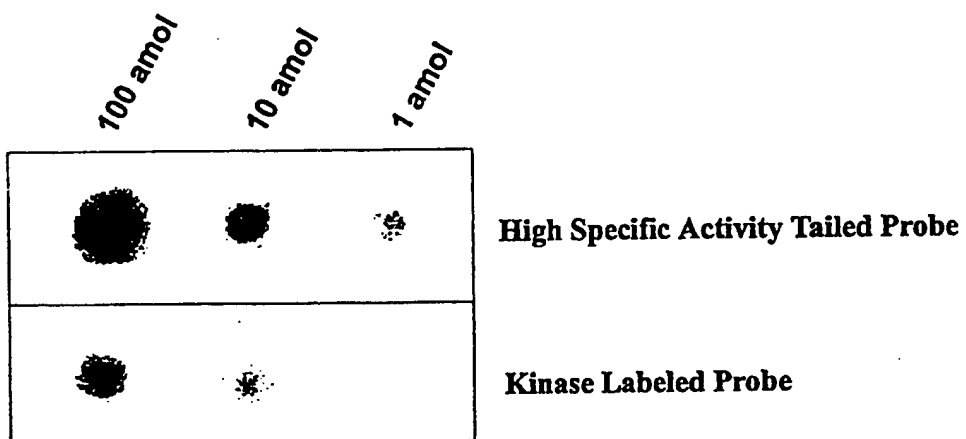 100 amol
10 amol
1 amol
High Specific Activity Tailed Probe
Kinase Labeled Probe